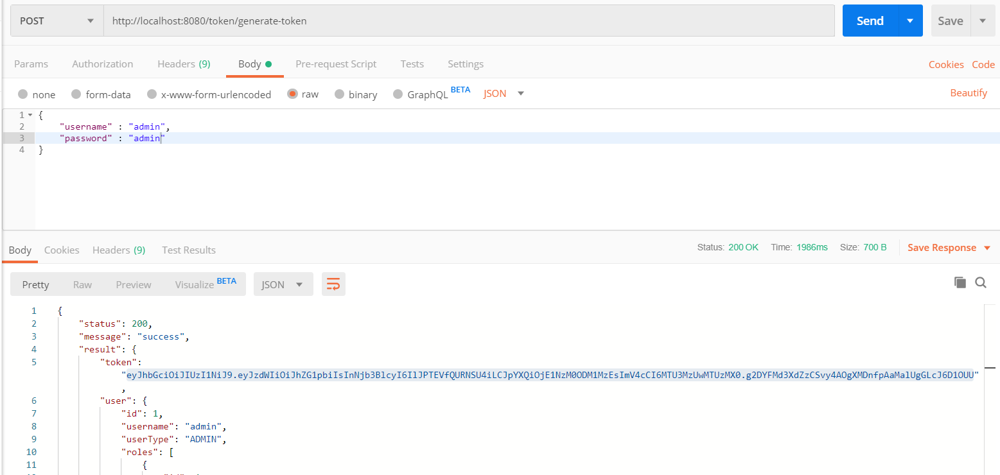 POST http://localhost:8080/token/generate-token Send Save
Params Authorization Headers (9) Body Pre-request Script Tests Settings Cookies Code
none form-data x-www-form-urlencoded raw binary GraphQL BETA JSON Beautify
1 {
2 "username" : "admin",
3 "password" : "admin"
4 }
Body Cookies Headers (9) Test Results Status: 200 OK Time: 1986ms Size: 700 B Save Response
Pretty Raw Preview Visualize BETA JSON
1 {
2 "status": 200,
3 "message": "success",
4 "result": {
5 "token":
"eyJhbGciOiJIUzI1NiJ9.eyJzdWIiOiJhZG1pbiIsInNjb3BlcyI6IlJPTEVfQURNSU4iLCJpYXQiOjE1NzM0ODM1MzEsImV4cCI6MTU3MzUwMTUzMX0.g2DYFMd3XdZzCSvy4AOgXMDnfpAaMalUgGLcJ6D1OUU"
,
6 "user": {
7 "id": 1,
8 "username": "admin",
9 "userType": "ADMIN",
10 "roles": [
11 {